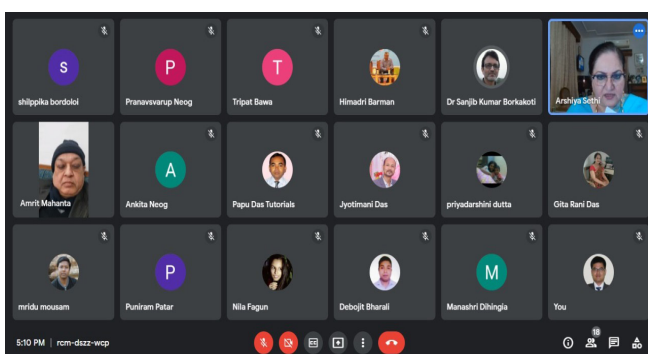 s
P
T
shilppika bordoloi
Pranavsvarup Neog
Tripat Bawa
Himadri Barman
Dr Sanjib Kumar Borkakoti
Arshiya Sethi
A
Amrit Mahanta
Ankita Neog
Papu Das Tutorials
Jyotimani Das
priyadarshini dutta
Gita Rani Das
P
M
mridu mousam
Puniram Patar
Nila Fagun
Debojit Bharali
Manashri Dihingia
You
5:10 PM | rcm-dszz-wcp
CC
18